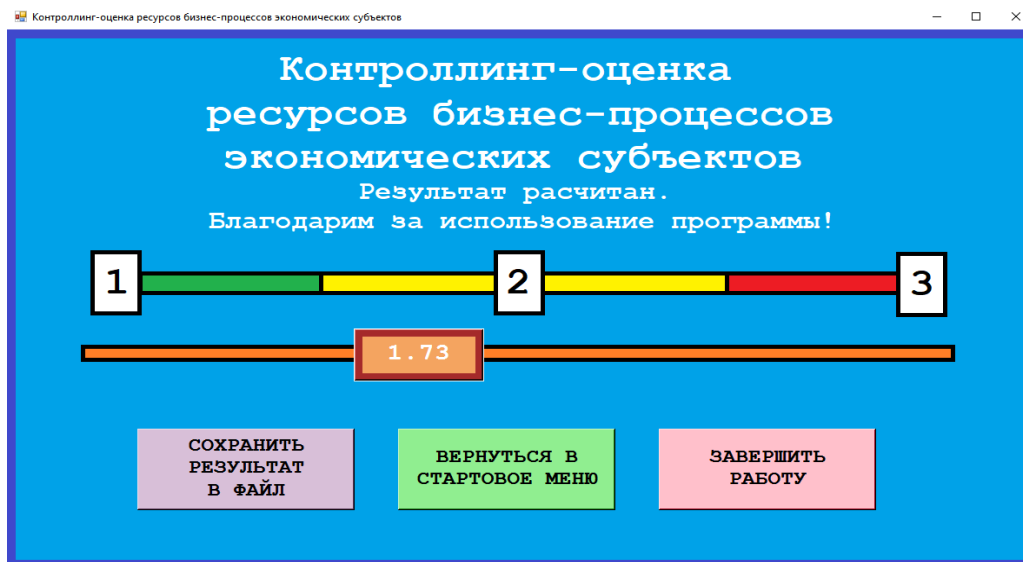 Контроллинг-оценка ресурсов бизнес-процессов экономических субъектов
Контроллинг-оценка
ресурсов бизнес-процессов
экономических субъектов
Результат расчитан.
Благодарим за использование программы!
1
2
3
1.73
СОХРАНИТЬ
РЕЗУЛЬТАТ
В ФАЙЛ
ВЕРНУТЬСЯ В
СТАРТОВОЕ МЕНЮ
ЗАВЕРШИТЬ
РАБОТУ